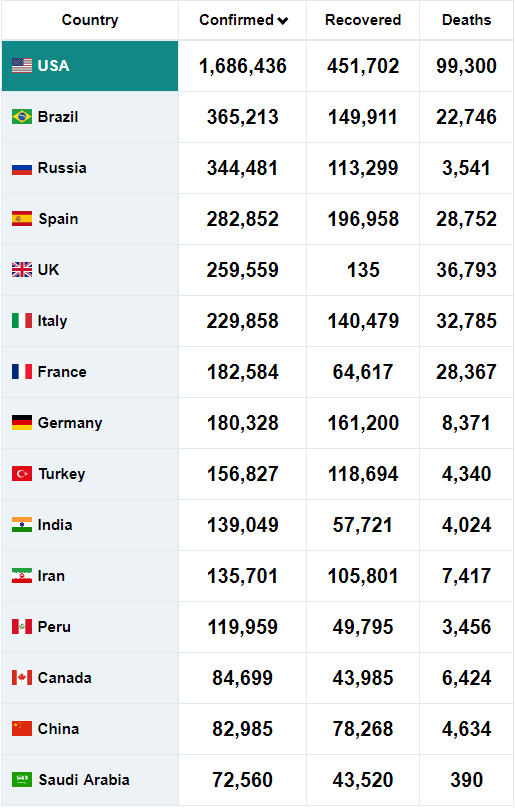 Country Confirmed Recovered Deaths
USA 1,686,436 451,702 99,300
Brazil 365,213 149,911 22,746
Russia 344,481 113,299 3,541
Spain 282,852 196,958 28,752
UK 259,559 135 36,793
Italy 229,858 140,479 32,785
France 182,584 64,617 28,367
Germany 180,328 161,200 8,371
Turkey 156,827 118,694 4,340
India 139,049 57,721 4,024
Iran 135,701 105,801 7,417
Peru 119,959 49,795 3,456
Canada 84,699 43,985 6,424
China 82,985 78,268 4,634
Saudi Arabia 72,560 43,520 390